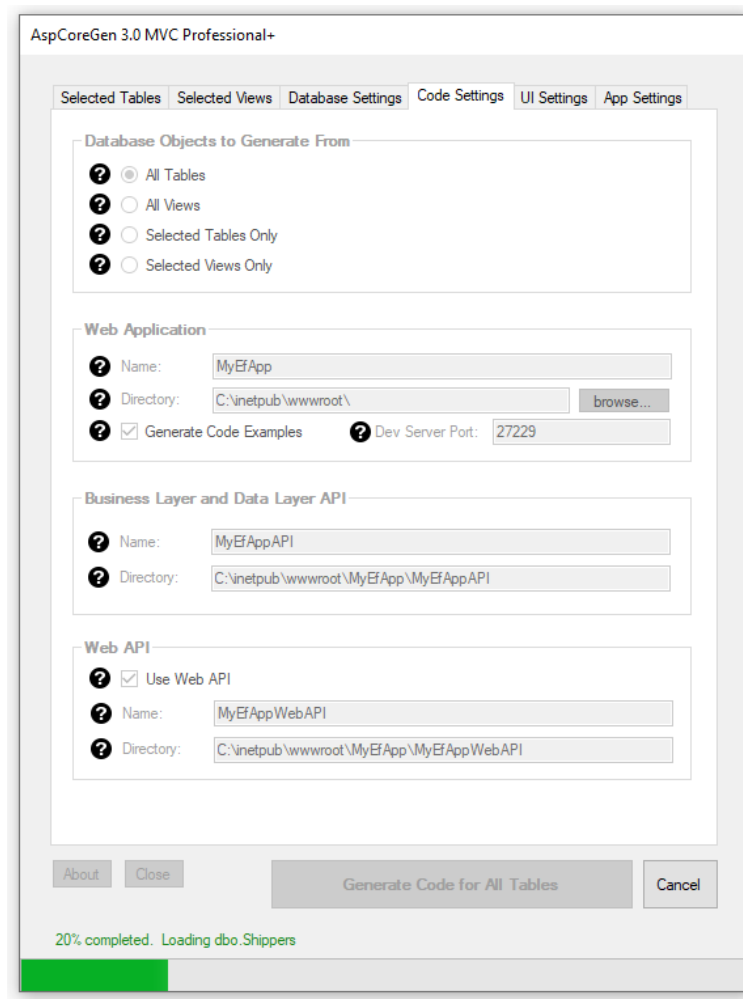 AspCoreGen 3.0 MVC Professional+
Selected Tables Selected Views Database Settings Code Settings UI Settings App Settings
Database Objects to Generate From
? All Tables
? All Views
? Selected Tables Only
? Selected Views Only
Web Application
? Name: MyEfApp
? Directory: C:\inetpub\wwwroot\ browse...
? Generate Code Examples ? Dev Server Port: 27229
Business Layer and Data Layer API
? Name: MyEfAppAPI
? Directory: C:\inetpub\wwwroot\MyEfApp\MyEfAppAPI
Web API
? Use Web API
? Name: MyEfAppWebAPI
? Directory: C:\inetpub\wwwroot\MyEfApp\MyEfAppWebAPI
About Close Generate Code for All Tables Cancel
20% completed. Loading dbo.Shippers